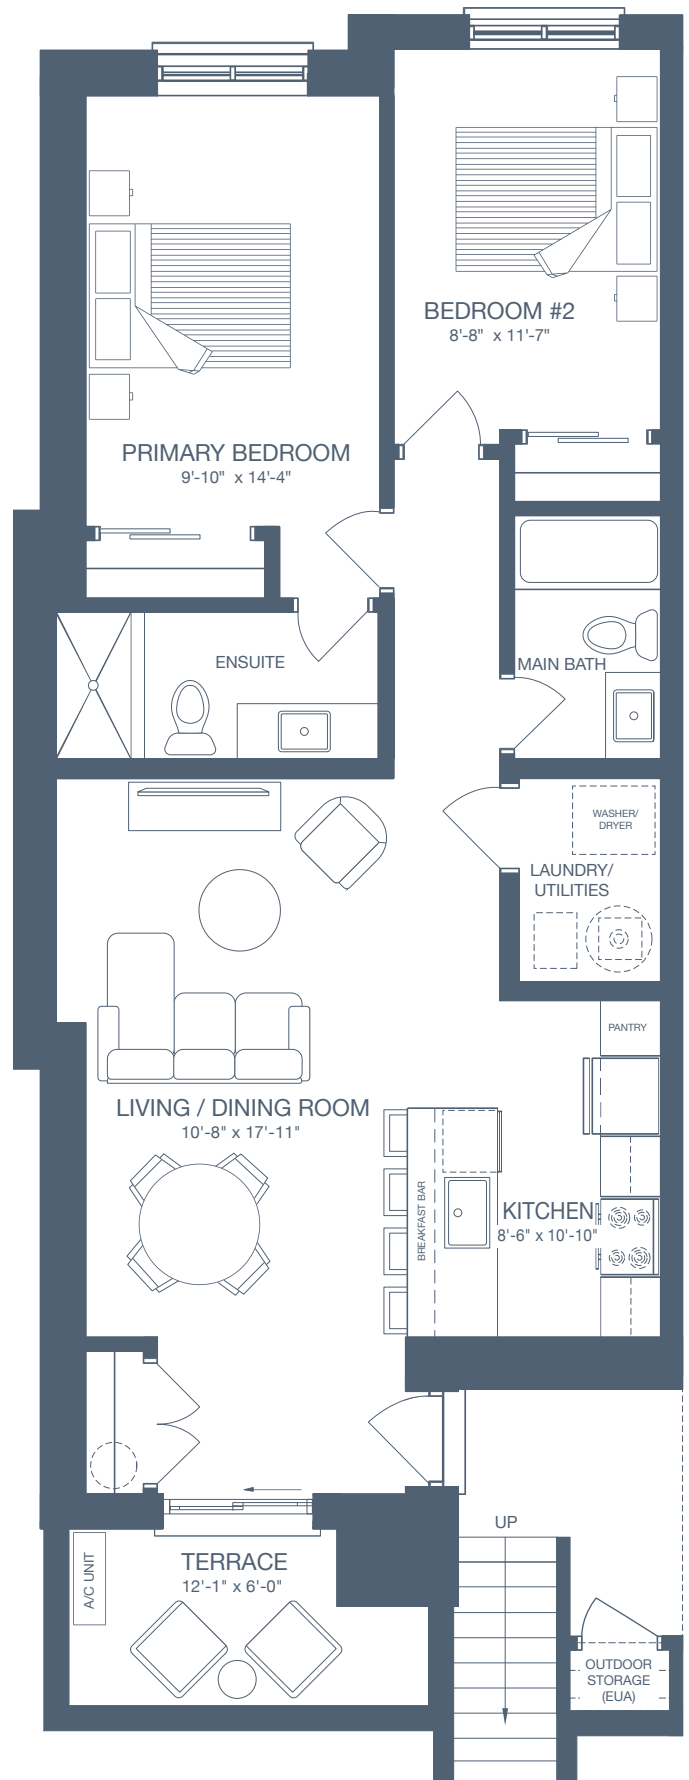 BEDROOM #2
8'-8" x 11'-7"
PRIMARY BEDROOM
9'-10" x 14'-4"
ENSUITE
MAIN BATH
WASHER/
DRYER
LAUNDRY/
UTILITIES
PANTRY
LIVING / DINING ROOM
10'-8" x 17'-11"
BREAKFAST BAR
KITCHEN
8'-6" x 10'-10"
UP
TERRACE
12'-1" x 6'-0"
A/C UNIT
OUTDOOR
STORAGE
(EUA)